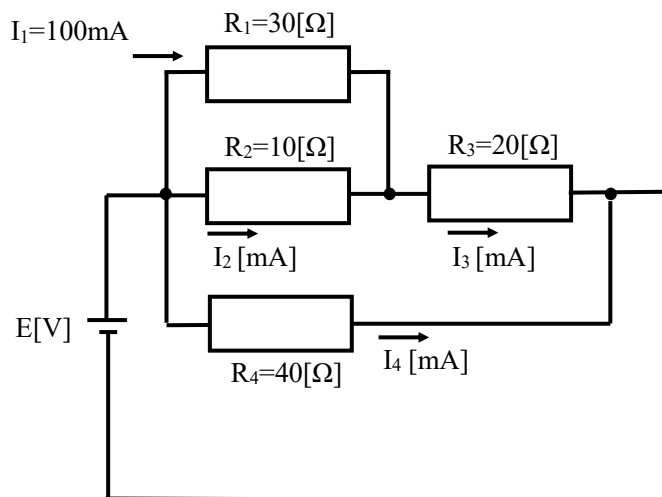 R₁=30[Ω]
I₁=100mA
R₂=10[Ω]
R₃=20[Ω]
I₂ [mA]
I₃ [mA]
E[V]
R₄=40[Ω]
I₄ [mA]